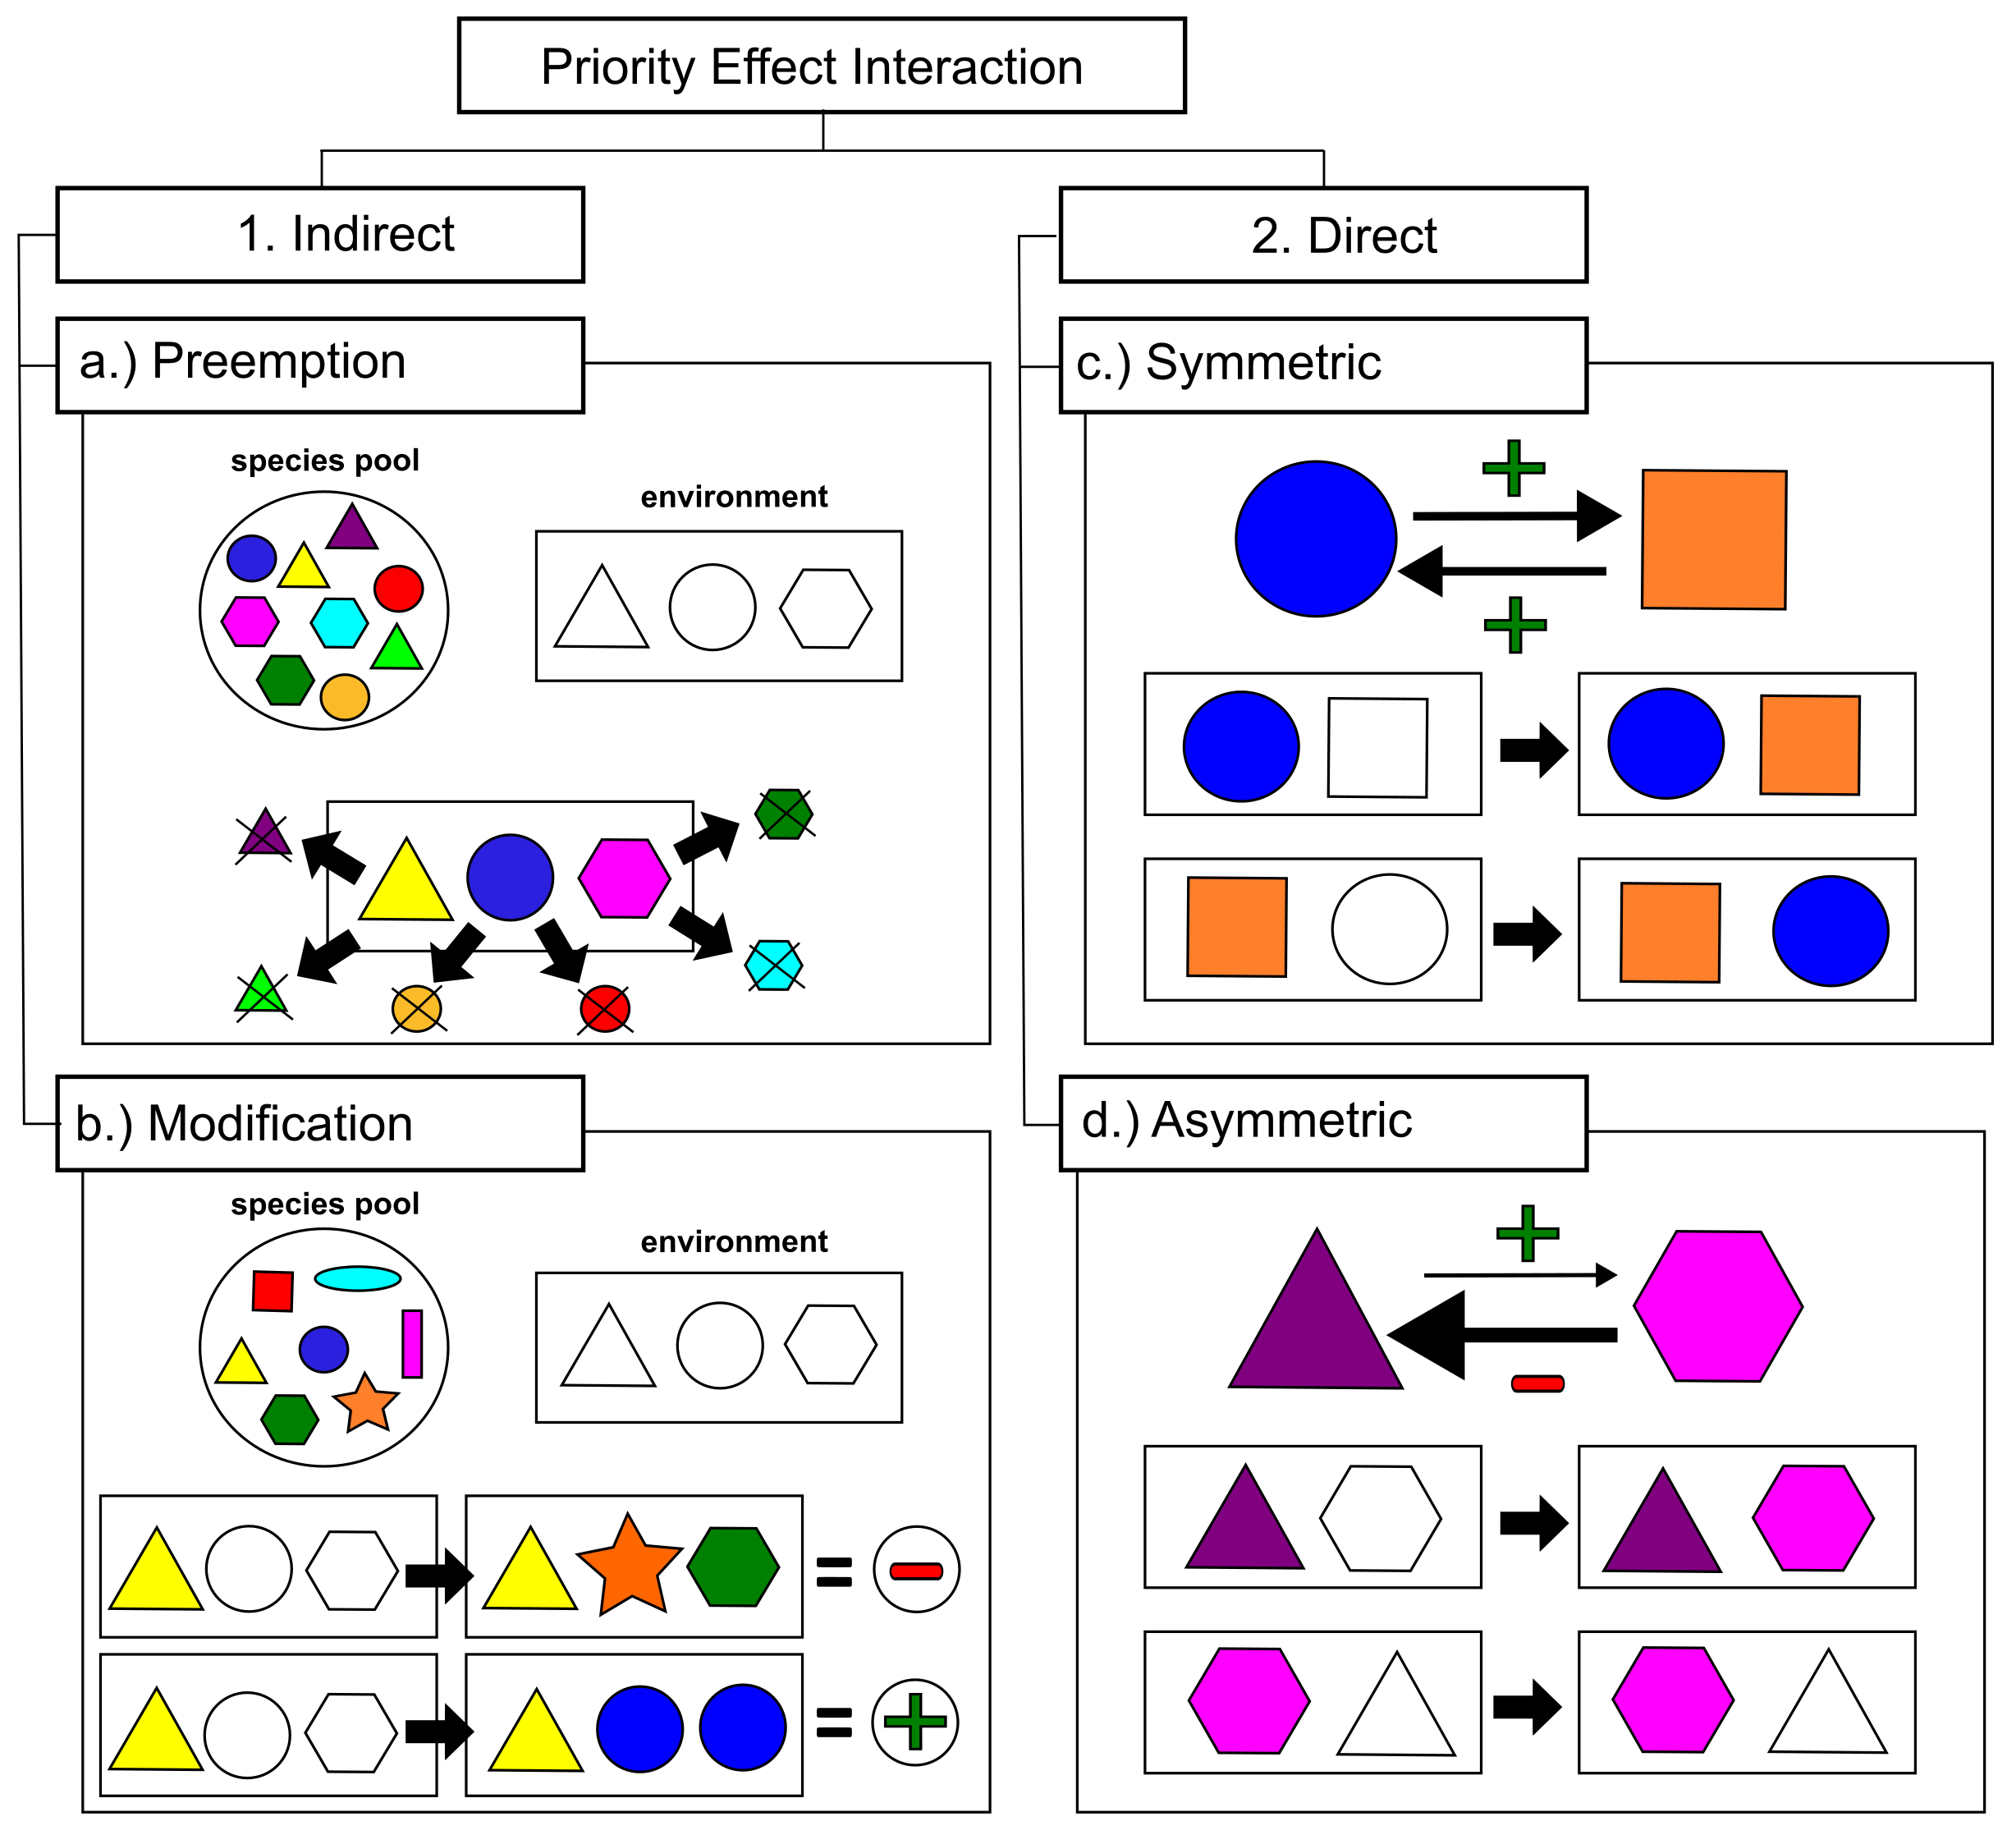 Priority Effect Interaction
1. Indirect
2. Direct
a.) Preemption
species pool
environment
c.) Symmetric
b.) Modification
species pool
environment
d.) Asymmetric